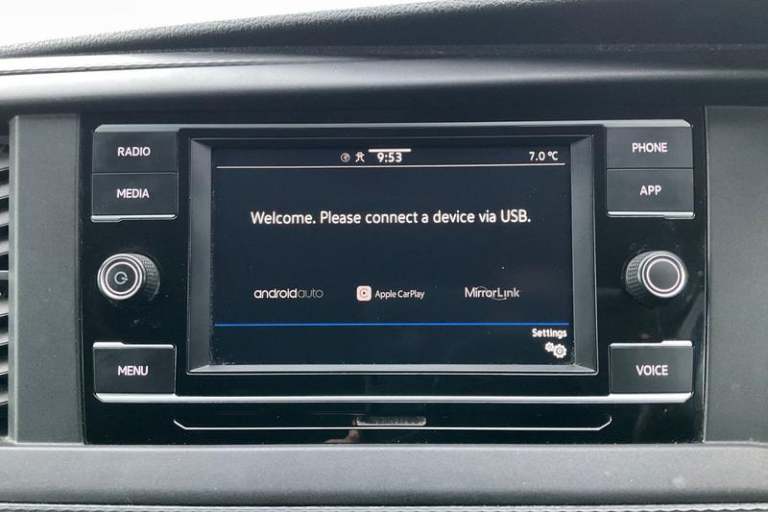 RADIO
MEDIA
MENU
9:53
7.0 °C
Welcome. Please connect a device via USB.
androidauto
Apple CarPlay
MirrorLink
Settings
PHONE
APP
VOICE